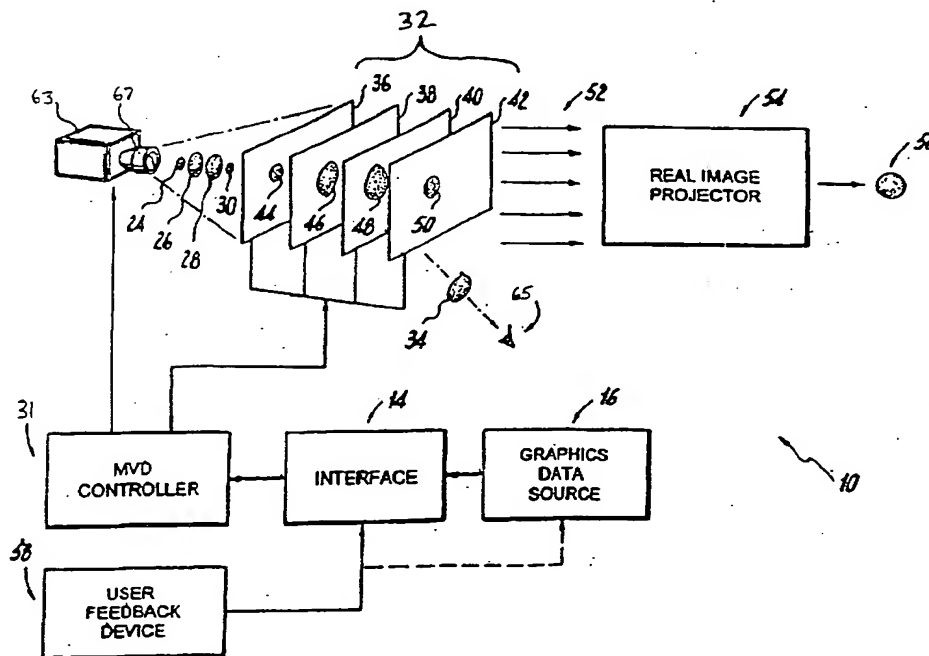 32
36
38
40
42
52
54
63
67
REAL IMAGE
PROJECTOR
24
26
28
30
44
46
48
50
34
65
31
14
16
MVD
CONTROLLER
INTERFACE
GRAPHICS
DATA
SOURCE
10
58
USER
FEEDBACK
DEVICE